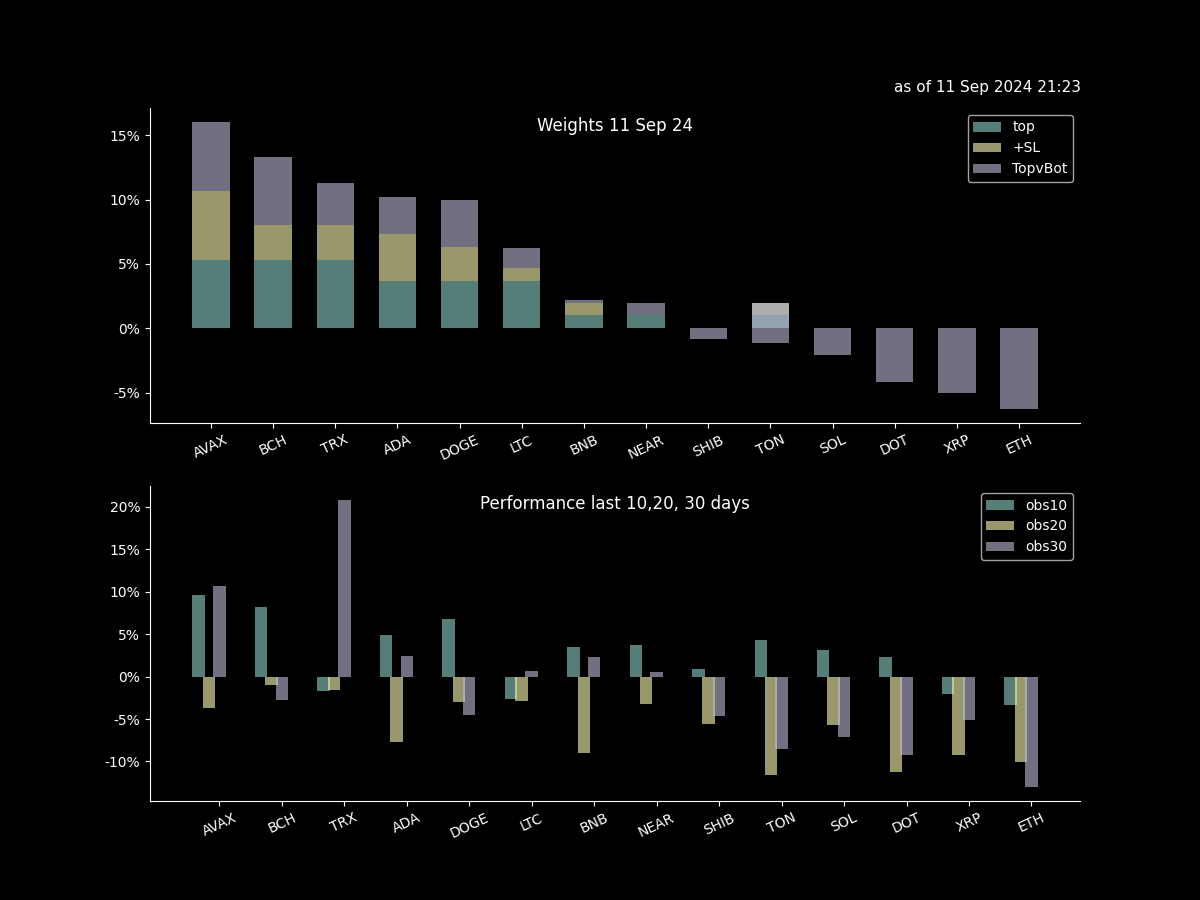 as of 11 Sep 2024 21:23
Weights 11 Sep 24
top
+SL
TopvBot
15%
10%
5%
0%
-5%
AVAX BCH TRX ADA DOGE LTC BNB NEAR SHIB TON SOL DOT XRP ETH
Performance last 10,20, 30 days
obs10
obs20
obs30
20%
15%
10%
5%
0%
-5%
-10%
AVAX BCH TRX ADA DOGE LTC BNB NEAR SHIB TON SOL DOT XRP ETH